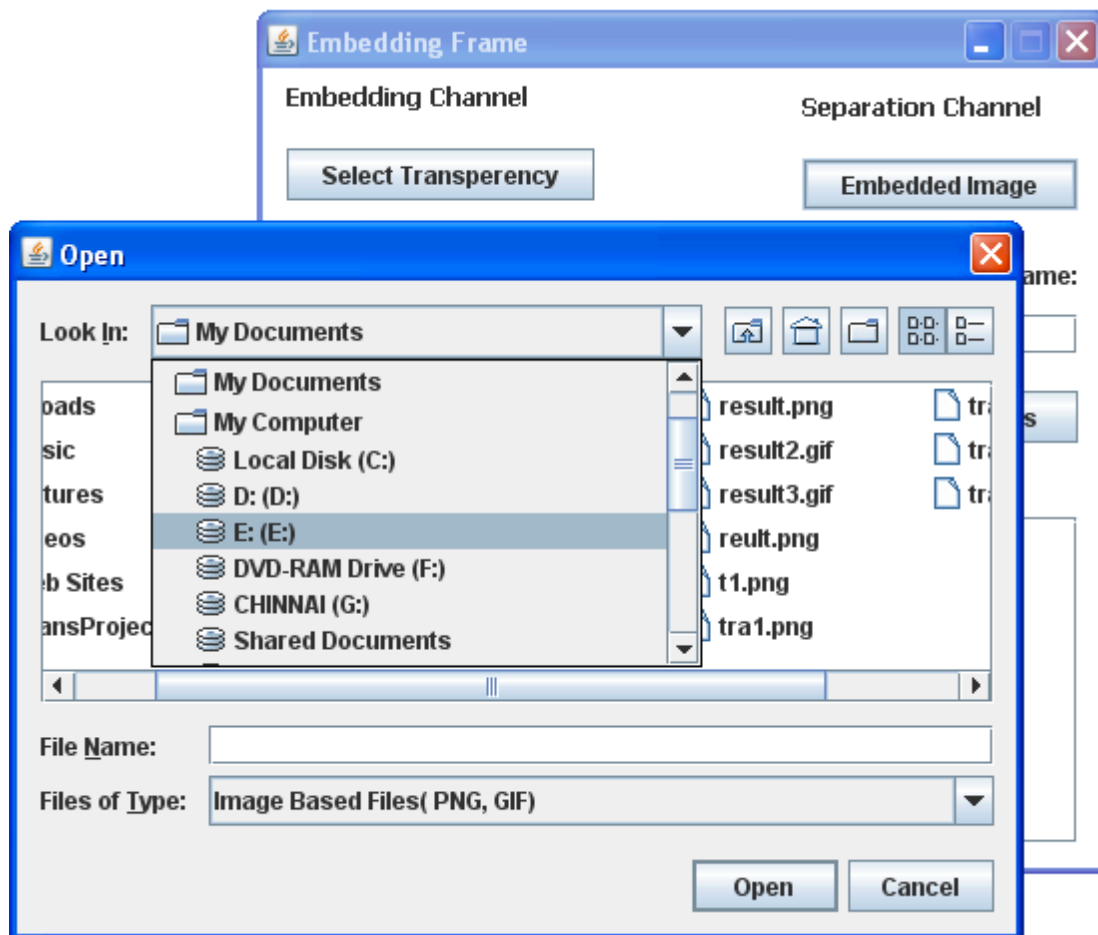 Embedding Frame
Embedding Channel
Separation Channel
Select Transperency
Embedded Image
Open
ame:
Look In:
My Documents
My Documents
My Computer
Local Disk (C:)
D: (D:)
E: (E:)
DVD-RAM Drive (F:)
CHINNAI (G:)
Shared Documents
oads
sic
tures
eos
b Sites
ansProjec
result.png
result2.gif
result3.gif
reult.png
t1.png
tra1.png
tra
tr
tr
s
File Name:
Files of Type:
Image Based Files( PNG, GIF)
Open
Cancel